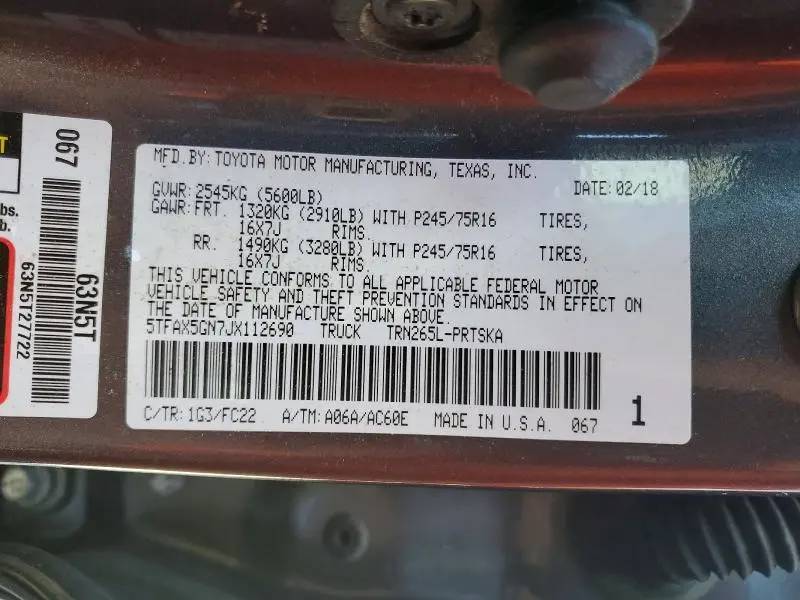 T
067
bs.
b.
63N5T27722
63N5T
MFD.BY:TOYOTA MOTOR MANUFACTURING, TEXAS, INC.
DATE:02/18
GVWR:2545KG (5600LB)
GAWR:FRT. 1320KG (2910LB) WITH P245/75R16 TIRES,
16X7J RIMS.
RR. 1490KG (3280LB) WITH P245/75R16 TIRES,
16X7J RIMS.
THIS VEHICLE CONFORMS TO ALL APPLICABLE FEDERAL MOTOR
VEHICLE SAFETY AND THEFT PREVENTION STANDARDS IN EFFECT ON
THE DATE OF MANUFACTURE SHOWN ABOVE.
5TFAX5GN7JX112690 TRUCK TRN265L-PRTSKA
C/TR:1G3/FC22 A/TM:A06A/AC60E MADE IN U.S.A. 067 1